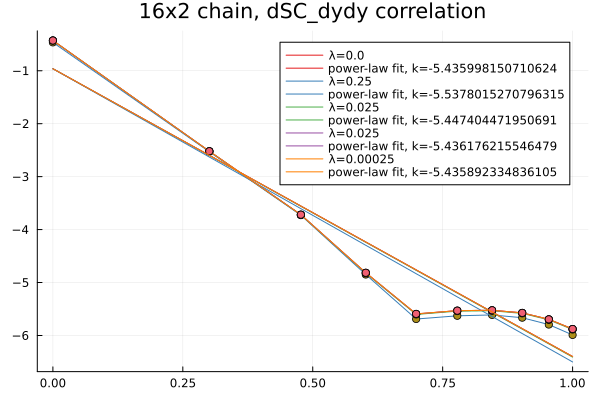 16x2 chain, dSC_dydy correlation
λ=0.0
power-law fit, k=-5.435998150710624
λ=0.25
power-law fit, k=-5.5378015270796315
λ=0.025
power-law fit, k=-5.447404471950691
λ=0.025
power-law fit, k=-5.436176215546479
λ=0.00025
power-law fit, k=-5.435892334836105
−1
−2
−3
−4
−5
−6
0.00 0.25 0.50 0.75 1.00